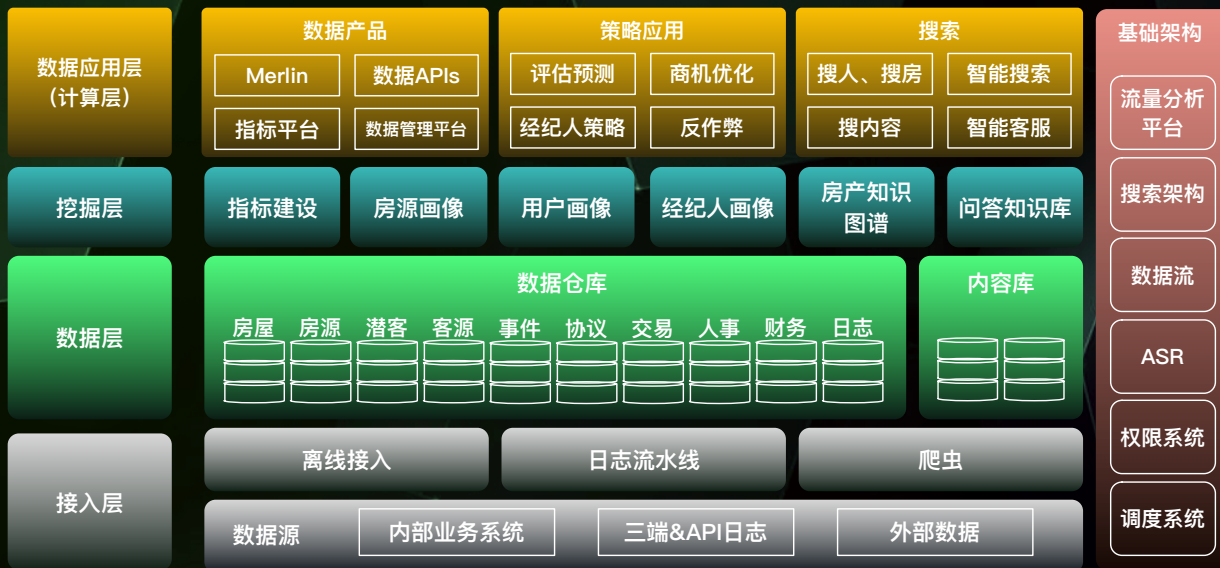 数据应用层
（计算层）
数据产品
Merlin
数据APIs
指标平台
数据管理平台
策略应用
评估预测
商机优化
经纪人策略
反作弊
搜索
搜人、搜房
智能搜索
搜内容
智能客服
挖掘层
指标建设
房源画像
用户画像
经纪人画像
房产知识
图谱
问答知识库
数据层
数据仓库
房屋
房源
潜客
客源
事件
协议
交易
人事
财务
日志
内容库
接入层
离线接入
日志流水线
爬虫
数据源
内部业务系统
三端&API日志
外部数据
基础架构
流量分析
平台
搜索架构
数据流
ASR
权限系统
调度系统